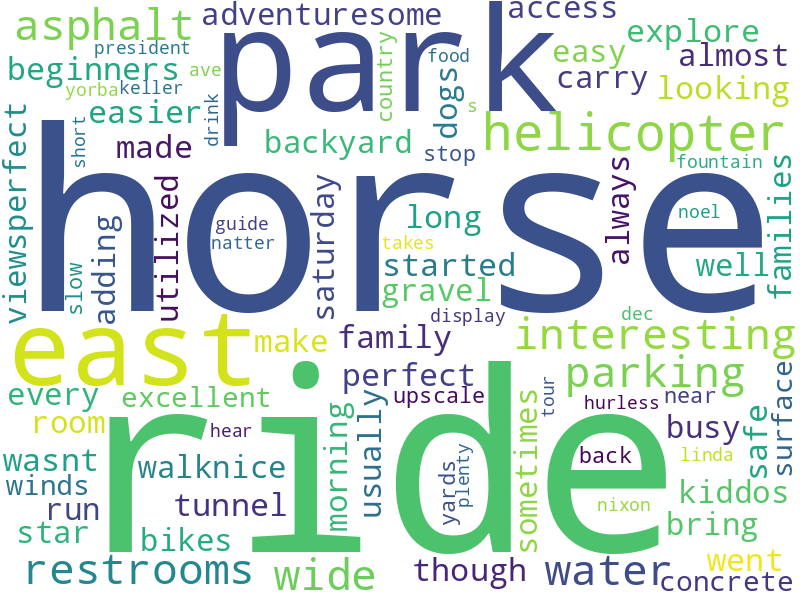 asphalt adventuresome park access
president explore
beginners ave country food easy almost
yorba keller dogs carry looking
easier drink s
short made backyard stop helicopter
viewsperfect horse always fountain families
utilized saturday guide long noel
adding natter takes started well
slow gravel
display dec
east make family interesting
perfect parking
every excellent upscale tour hurless near surface
room ride hear usually sometimes back busy safe
wasnt walknice morning linda
winds yards plenty kiddos
run tunnel nixon
star bikes bring
restrooms wide though water went
concrete